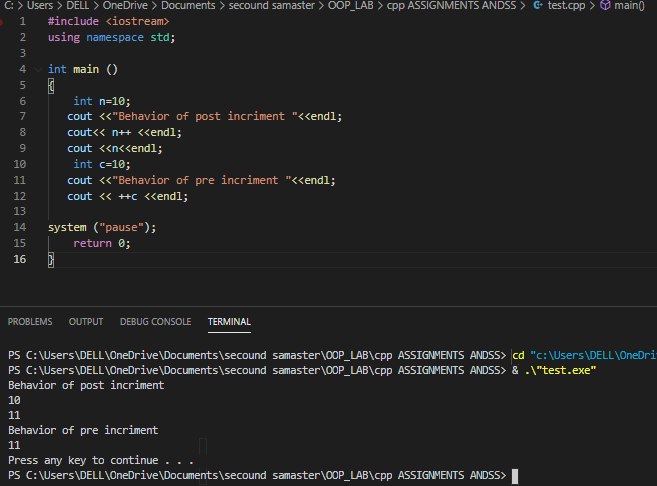 C: > Users > DELL > OneDrive > Documents > secound samaster > OOP_LAB > cpp ASSIGNMENTS ANDSS > test.cpp > main()
1 #include <iostream>
2 using namespace std;
3
4 int main ()
5 {
6 int n=10;
7 cout <<"Behavior of post incriment "<<endl;
8 cout<< n++ <<endl;
9 cout <<n<<endl;
10 int c=10;
11 cout <<"Behavior of pre incriment "<<endl;
12 cout << ++c <<endl;
13
14 system ("pause");
15 return 0;
16 }
PROBLEMS OUTPUT DEBUG CONSOLE TERMINAL
PS C:\Users\DELL\OneDrive\Documents\secound samaster\OOP_LAB\cpp ASSIGNMENTS ANDSS> cd "c:\Users\DELL\OneDri
PS C:\Users\DELL\OneDrive\Documents\secound samaster\OOP_LAB\cpp ASSIGNMENTS ANDSS> & .\"test.exe"
Behavior of post incriment
10
11
Behavior of pre incriment
11
Press any key to continue . . .
PS C:\Users\DELL\OneDrive\Documents\secound samaster\OOP_LAB\cpp ASSIGNMENTS ANDSS>